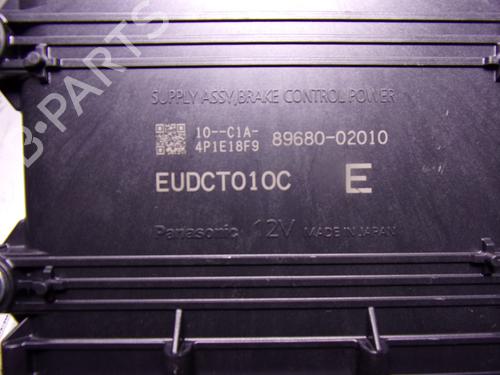 SUPPLY ASSY,BRAKE CONTROL POWER
10--C1A-
4P1E18F9
89680-02010
EUDCT010C
E
Panasonic 12V MADE IN JAPAN
B-PARTS